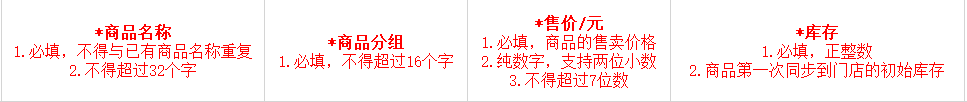 *商品名称
1.必填，不得与已有商品名称重复
2.不得超过32个字
*商品分组
1.必填，不得超过16个字
*售价/元
1.必填，商品的售卖价格
2.纯数字，支持两位小数
3.不得超过7位数
*库存
1.必填，正整数
2.商品第一次同步到门店的初始库存